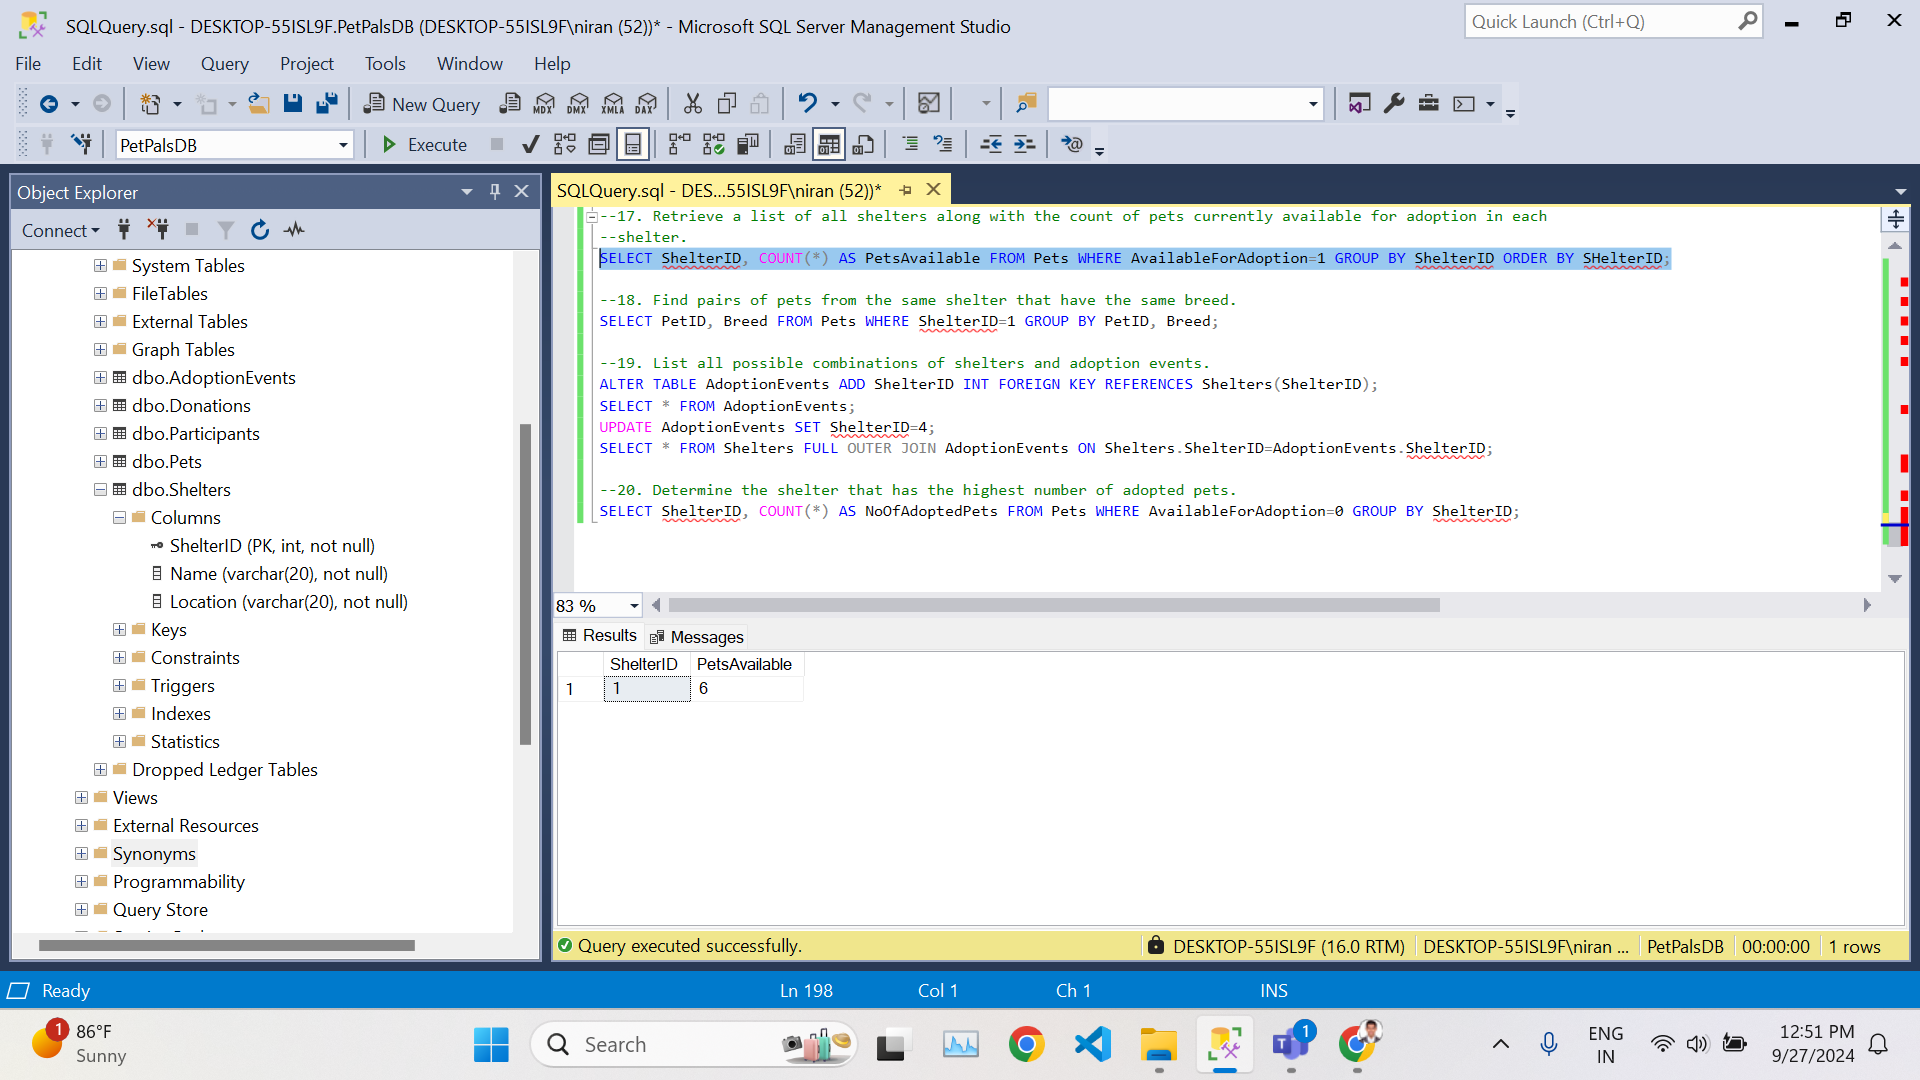 SQLQuery.sql - DESKTOP-55ISL9F.PetPalsDB (DESKTOP-55ISL9F\niran (52))* - Microsoft SQL Server Management Studio
Quick Launch (Ctrl+Q)
File Edit View Query Project Tools Window Help
New Query MDX DMX XMLA DAX
PetPalsDB Execute
Object Explorer
Connect
System Tables
FileTables
External Tables
Graph Tables
dbo.AdoptionEvents
dbo.Donations
dbo.Participants
dbo.Pets
dbo.Shelters
Columns
ShelterID (PK, int, not null)
Name (varchar(20), not null)
Location (varchar(20), not null)
Keys
Constraints
Triggers
Indexes
Statistics
Dropped Ledger Tables
Views
External Resources
Synonyms
Programmability
Query Store
SQLQuery.sql - DES...55ISL9F\niran (52))*
--17. Retrieve a list of all shelters along with the count of pets currently available for adoption in each
--shelter.
SELECT ShelterID, COUNT(*) AS PetsAvailable FROM Pets WHERE AvailableForAdoption=1 GROUP BY ShelterID ORDER BY SHelterID;
--18. Find pairs of pets from the same shelter that have the same breed.
SELECT PetID, Breed FROM Pets WHERE ShelterID=1 GROUP BY PetID, Breed;
--19. List all possible combinations of shelters and adoption events.
ALTER TABLE AdoptionEvents ADD ShelterID INT FOREIGN KEY REFERENCES Shelters(ShelterID);
SELECT * FROM AdoptionEvents;
UPDATE AdoptionEvents SET ShelterID=4;
SELECT * FROM Shelters FULL OUTER JOIN AdoptionEvents ON Shelters.ShelterID=AdoptionEvents.ShelterID;
--20. Determine the shelter that has the highest number of adopted pets.
SELECT ShelterID, COUNT(*) AS NoOfAdoptedPets FROM Pets WHERE AvailableForAdoption=0 GROUP BY ShelterID;
83 %
Results Messages
ShelterID PetsAvailable
1 1 6
Query executed successfully. DESKTOP-55ISL9F (16.0 RTM) DESKTOP-55ISL9F\niran ... PetPalsDB 00:00:00 1 rows
Ready Ln 198 Col 1 Ch 1 INS
1 86°F
Sunny
Search
1
ENG
IN
12:51 PM
9/27/2024